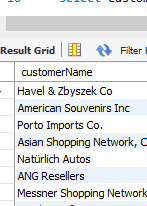 Select custom
Result Grid Filter R
customerName
Havel & Zbyszek Co
American Souvenirs Inc
Porto Imports Co.
Asian Shopping Network, C
Natürlich Autos
ANG Resellers
Messner Shopping Network